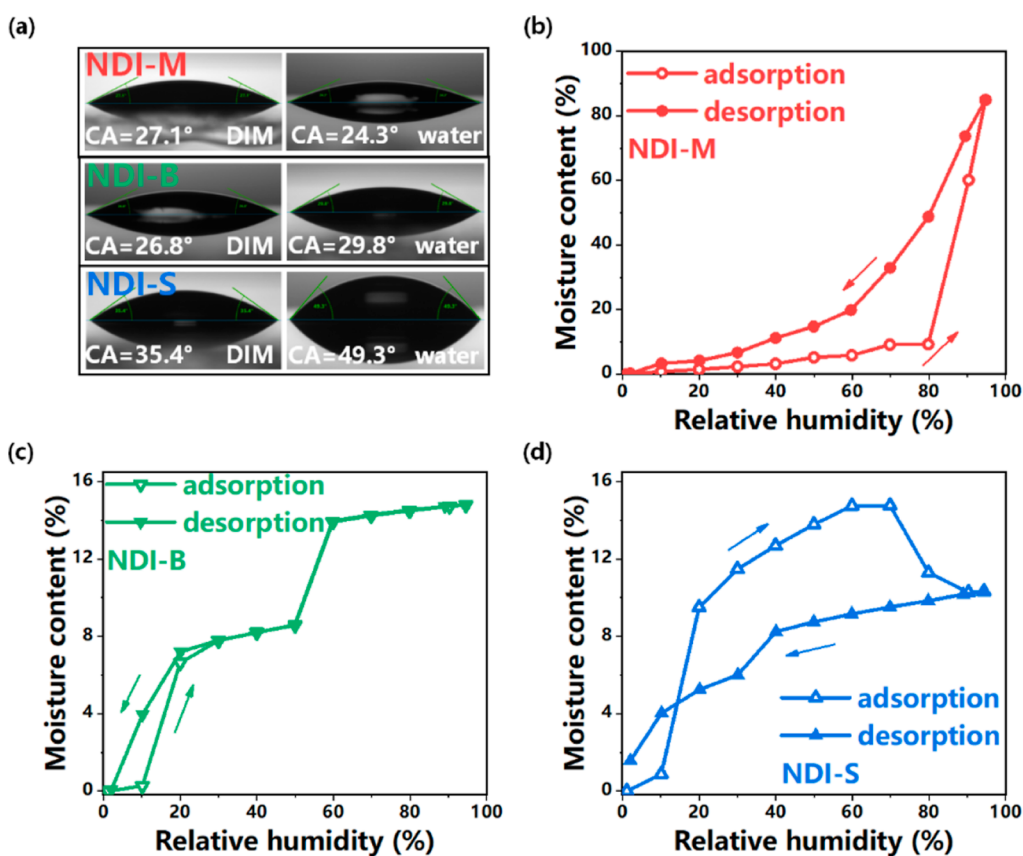 (a)
NDI-M
CA=27.1° DIM
CA=24.3° water
NDI-B
CA=26.8° DIM
CA=29.8° water
NDI-S
CA=35.4° DIM
CA=49.3° water
(b)
100
80
60
40
20
0
Moisture content (%)
adsorption
desorption
NDI-M
0 20 40 60 80 100
Relative humidity (%)
(c)
16
12
8
4
0
Moisture content (%)
adsorption
desorption
NDI-B
0 20 40 60 80 100
Relative humidity (%)
(d)
16
12
8
4
0
Moisture content (%)
adsorption
desorption
NDI-S
0 20 40 60 80 100
Relative humidity (%)